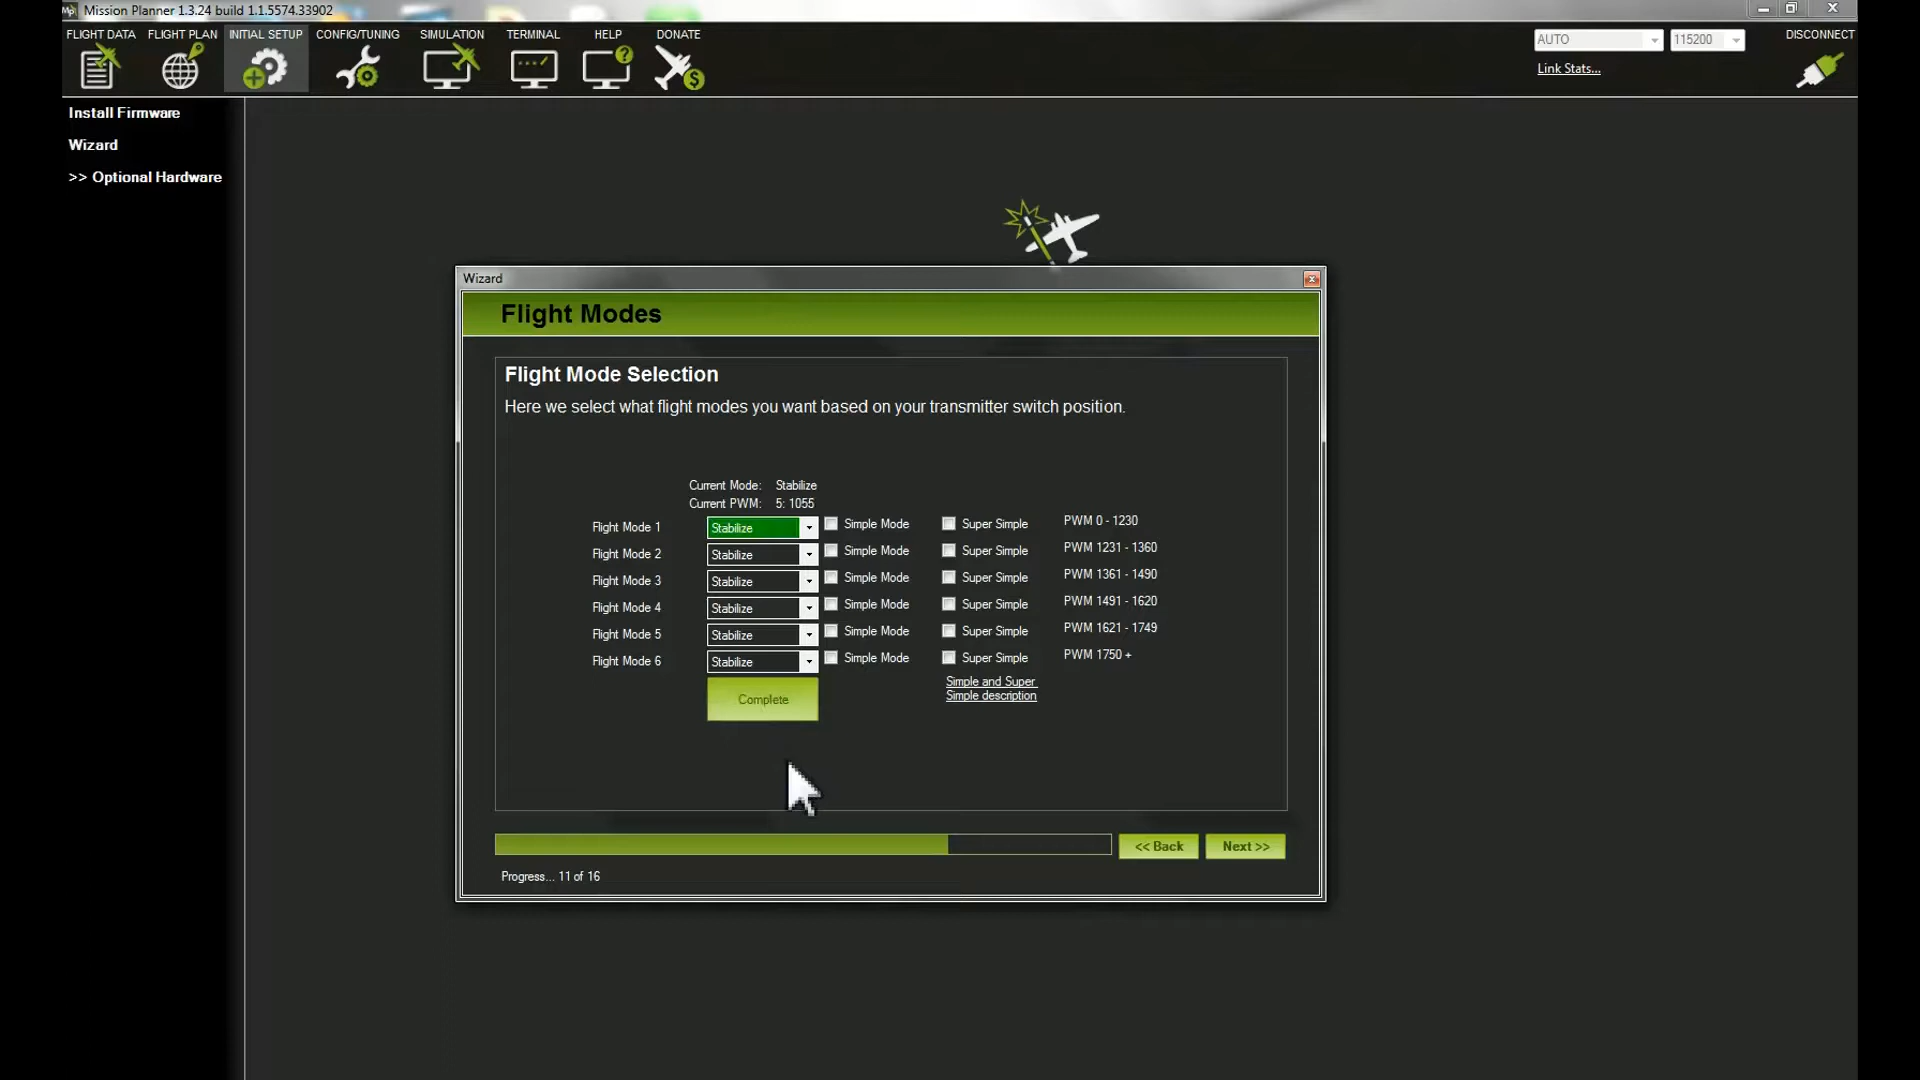 Mission Planner 1.3.24 build 1.1.5574.33902
FLIGHT DATA FLIGHT PLAN INITIAL SETUP CONFIG/TUNING SIMULATION TERMINAL HELP DONATE
AUTO 115200 DISCONNECT
Link Stats...
Install Firmware
Wizard
>> Optional Hardware
Wizard
Flight Modes
Flight Mode Selection
Here we select what flight modes you want based on your transmitter switch position.
Current Mode: Stabilize
Current PWM: 5: 1055
Flight Mode 1 Stabilize Simple Mode Super Simple PWM 0 - 1230
Flight Mode 2 Stabilize Simple Mode Super Simple PWM 1231 - 1360
Flight Mode 3 Stabilize Simple Mode Super Simple PWM 1361 - 1490
Flight Mode 4 Stabilize Simple Mode Super Simple PWM 1491 - 1620
Flight Mode 5 Stabilize Simple Mode Super Simple PWM 1621 - 1749
Flight Mode 6 Stabilize Simple Mode Super Simple PWM 1750 +
Simple and Super
Simple description
Complete
<< Back Next >>
Progress... 11 of 16